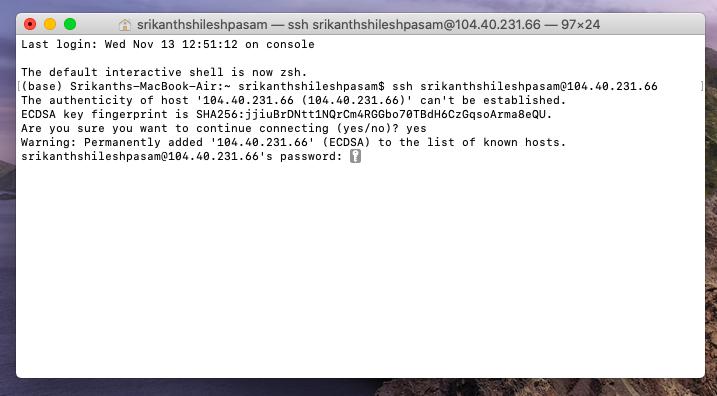 srikanthshileshpasam — ssh srikanthshileshpasam@104.40.231.66 — 97×24
Last login: Wed Nov 13 12:51:12 on console
The default interactive shell is now zsh.
[(base) Srikanths-MacBook-Air:~ srikanthshileshpasam$ ssh srikanthshileshpasam@104.40.231.66 ]
The authenticity of host '104.40.231.66 (104.40.231.66)' can't be established.
ECDSA key fingerprint is SHA256:jjiuBrDNtt1NQrCm4RGGbo70TBdH6CzGqsoArma8eQU.
Are you sure you want to continue connecting (yes/no)? yes
Warning: Permanently added '104.40.231.66' (ECDSA) to the list of known hosts.
srikanthshileshpasam@104.40.231.66's password: